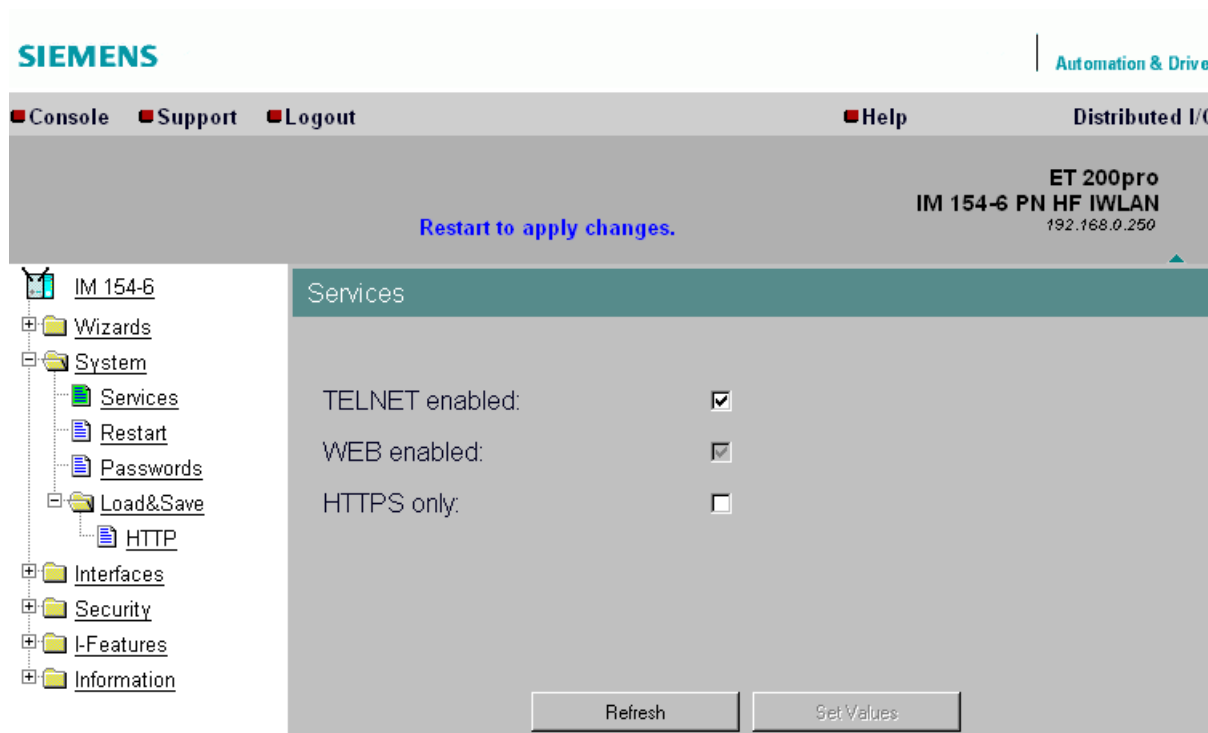 SIEMENS
Automation & Drive
Console Support Logout Help Distributed I/
ET 200pro
IM 154-6 PN HF IWLAN
192.168.0.250
Restart to apply changes.
IM 154-6
Wizards
System
Services
Restart
Passwords
Load&Save
HTTP
Interfaces
Security
I-Features
Information
Services
TELNET enabled:
WEB enabled:
HTTPS only:
Refresh Set Values